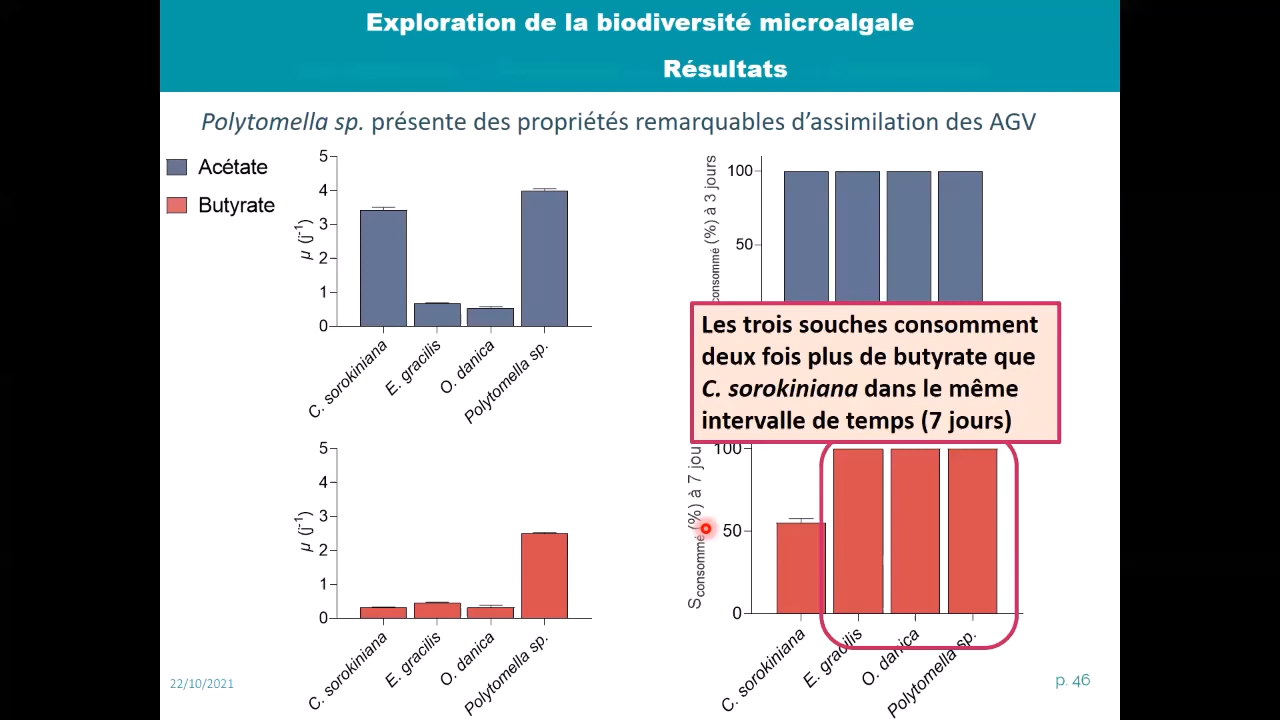 Exploration de la biodiversité microalgale
Résultats
Polytomella sp. présente des propriétés remarquables d'assimilation des AGV
Acétate
Butyrate
5
4
3
2
1
0
µ (j-1)
C. sorokiniana
E. gracilis
O. danica
Polytomella sp.
100
50
consommé (%) à 3 jours
Les trois souches consomment
deux fois plus de butyrate que
C. sorokiniana dans le même
intervalle de temps (7 jours)
5
4
3
2
1
0
µ (j-1)
C. sorokiniana
E. gracilis
O. danica
Polytomella sp.
100
50
0
Sconsommé (%) à 7 jou
C. sorokiniana
E. gracilis
O. danica
Polytomella sp.
22/10/2021
p. 46